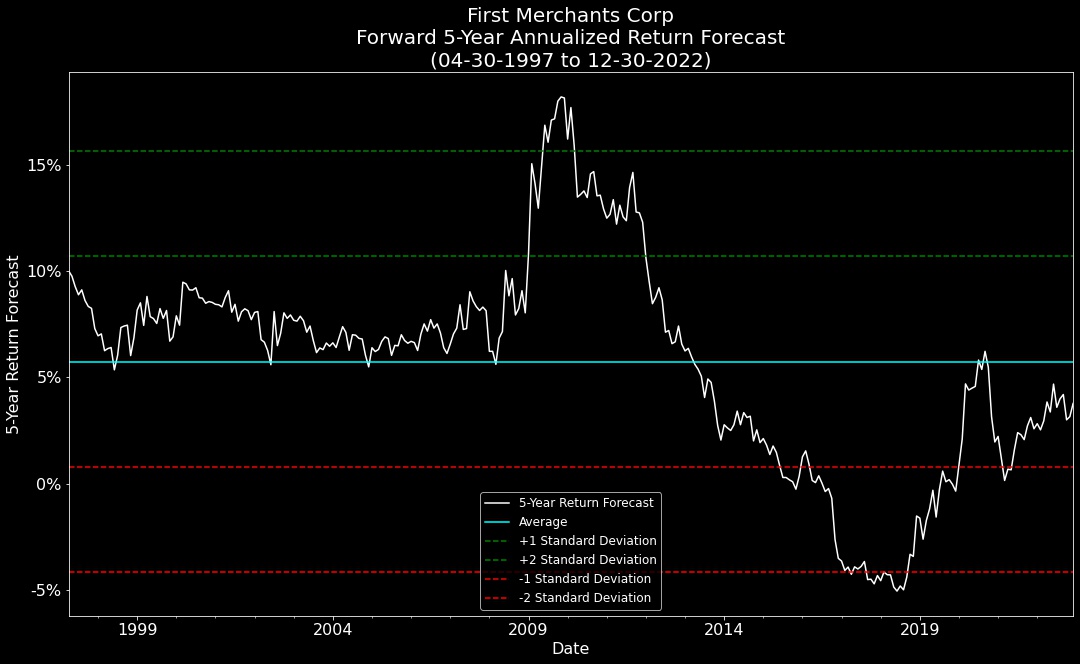 First Merchants Corp
Forward 5-Year Annualized Return Forecast
(04-30-1997 to 12-30-2022)
5-Year Return Forecast
15%
10%
5%
0%
-5%
5-Year Return Forecast
Average
+1 Standard Deviation
+2 Standard Deviation
-1 Standard Deviation
-2 Standard Deviation
1999
2004
2009
2014
2019
Date